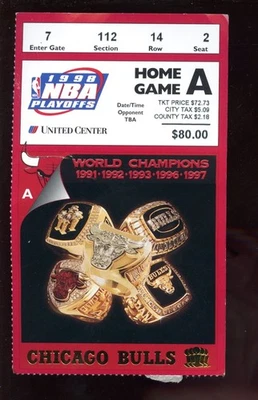 7 112 14 2
Enter Gate Section Row Seat
1998
NBA
PLAYOFFS
UNITED CENTER
Date/Time
Opponent
TBA
HOME
GAME A
TKT PRICE $72.73
CITY TAX $5.09
COUNTY TAX $2.18
$80.00
A
WORLD CHAMPIONS
1991•1992•1993•1996•1997
BULLS
CHICAGO BULLS